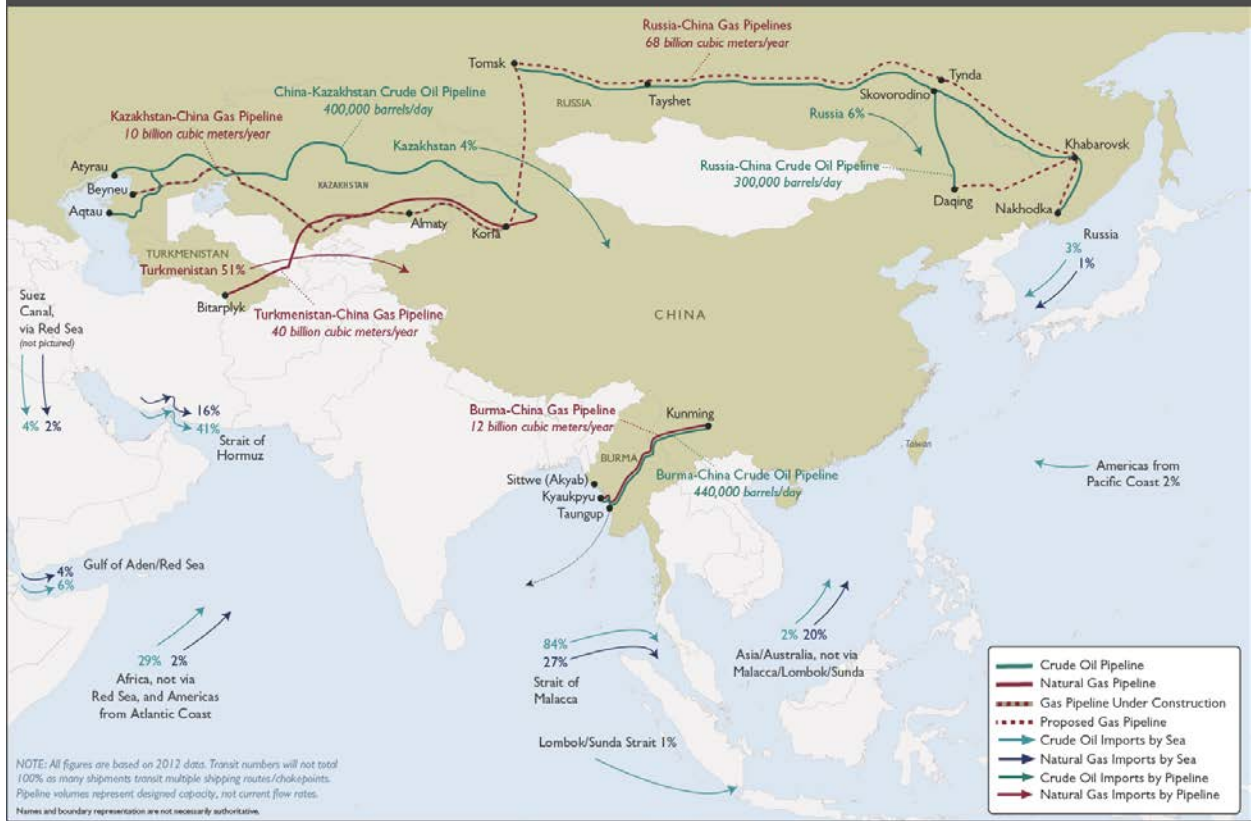 Russia-China Gas Pipelines
68 billion cubic meters/year
Tomsk
Tynda
China-Kazakhstan Crude Oil Pipeline
400,000 barrels/day
RUSSIA
Tayshet
Skovorodino
Kazakhstan-China Gas Pipeline
10 billion cubic meters/year
Russia 6%
Kazakhstan 4%
Khabarovsk
Atyrau
Beyneu
Aqtau
KAZAKHSTAN
Russia-China Crude Oil Pipeline
300,000 barrels/day
Daqing
Nakhodka
Almaty
Korla
TURKMENISTAN
Turkmenistan 51%
Russia
3%
1%
Bitarplyk
Turkmenistan-China Gas Pipeline
40 billion cubic meters/year
CHINA
Suez
Canal,
via Red Sea
(not pictured)
4% 2%
16%
41%
Strait of
Hormuz
Burma-China Gas Pipeline
12 billion cubic meters/year
Kunming
BURMA
Taiwan
Sittwe (Akyab)
Kyaukpyu
Taungup
Burma-China Crude Oil Pipeline
440,000 barrels/day
Americas from
Pacific Coast 2%
4%
6%
Gulf of Aden/Red Sea
29% 2%
Africa, not via
Red Sea, and Americas
from Atlantic Coast
84%
27%
Strait of
Malacca
2% 20%
Asia/Australia, not via
Malacca/Lombok/Sunda
Lombok/Sunda Strait 1%
Crude Oil Pipeline
Natural Gas Pipeline
Gas Pipeline Under Construction
Proposed Gas Pipeline
Crude Oil Imports by Sea
Natural Gas Imports by Sea
Crude Oil Imports by Pipeline
Natural Gas Imports by Pipeline
NOTE: All figures are based on 2012 data. Transit numbers will not total
100% as many shipments transit multiple shipping routes/chokepoints.
Pipeline volumes represent designed capacity, not current flow rates.
Names and boundary representation are not necessarily authoritative.